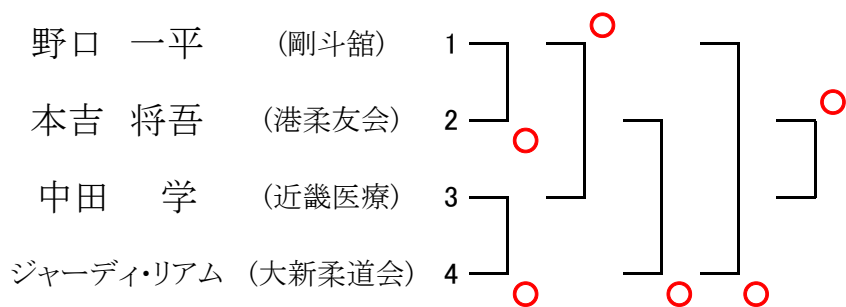 野口 一平 (剛斗舘) 1
本吉 将吾 (港柔友会) 2
中田 学 (近畿医療) 3
ジャーディ・リアム (大新柔道会) 4